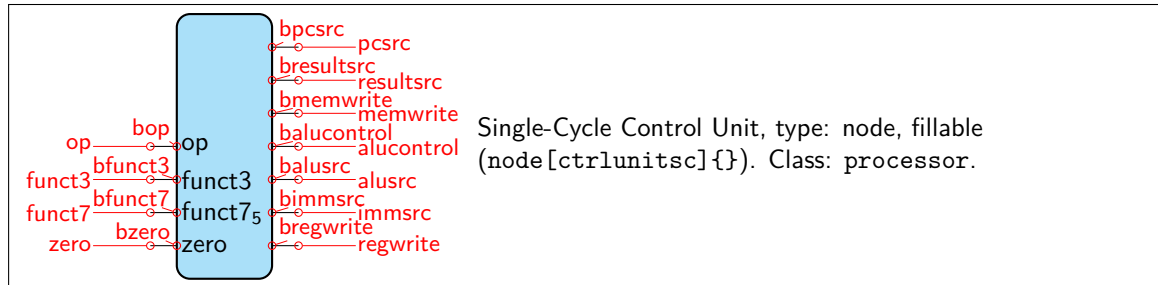 bpcsrc
pcsrc
bresultsrc
resultsrc
bmemwrite
memwrite
bop
balucontrol
op
op
alucontrol
bfunct3
balusrc
funct3
funct3
alusrc
bfunct7
bimmsrc
funct7
funct7₅
immsrc
bzero
bregwrite
zero
zero
regwrite
Single-Cycle Control Unit, type: node, fillable
(node[ctrlunitsc]{}). Class: processor.